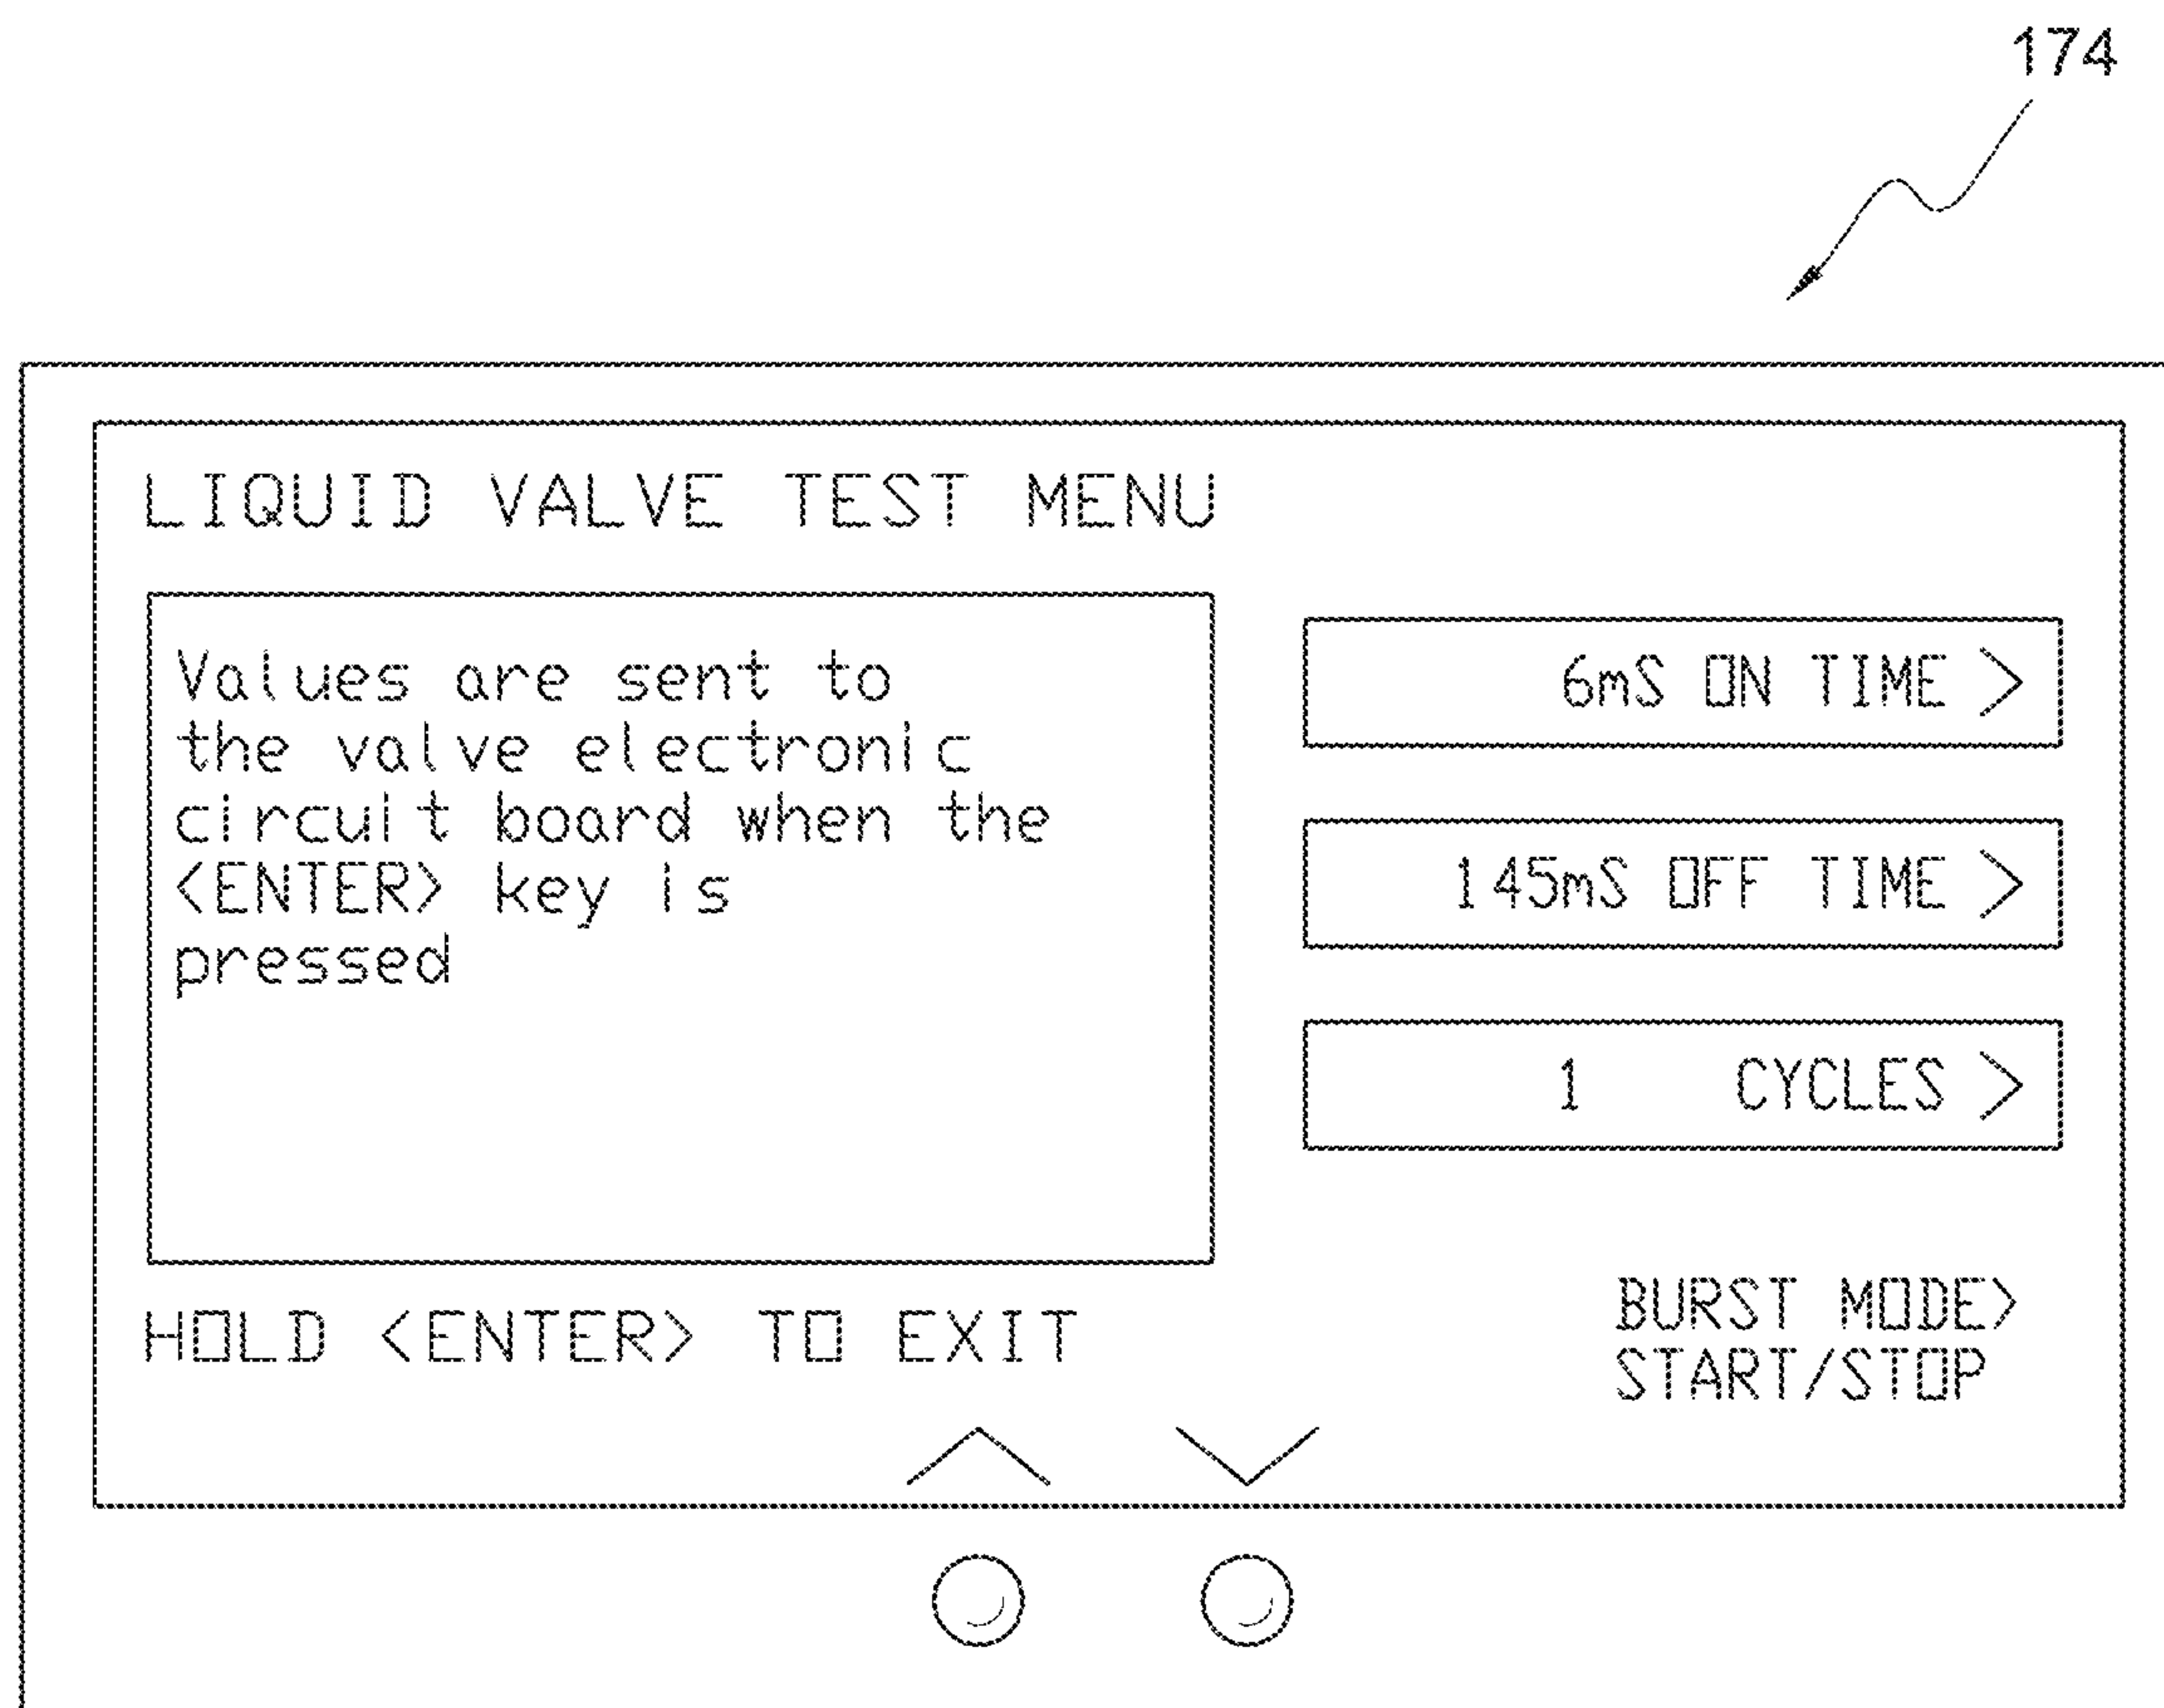 174
LIQUID VALVE TEST MENU
Values are sent to
the valve electronic
circuit board when the
<ENTER> key is
pressed
6mS ON TIME >
145mS OFF TIME >
1 CYCLES >
HOLD <ENTER> TO EXIT
BURST MODE>
START/STOP